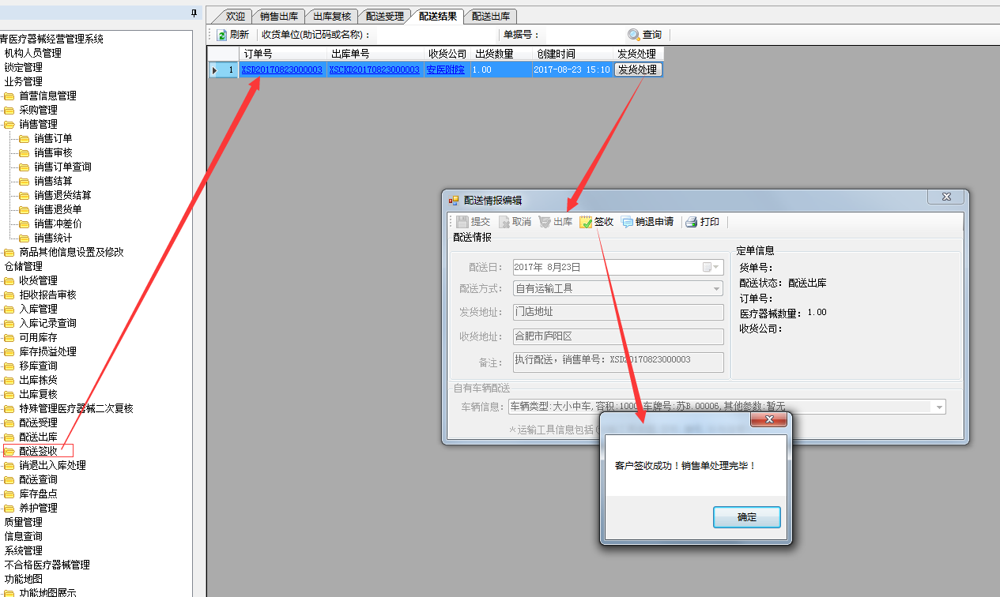 欢迎 销售出库 出库复核 配送受理 配送结果 配送出库
刷新 收货单位(助记码或名称): 单据号: 查询
订单号 出库单号 收货公司 出货数量 创建时间 发货处理
1 XSD20170823000003 XSCKD20170823000003 安医附院 1.00 2017-08-23 15:10 发货处理
青医疗器械经营管理系统
机构人员管理
锁定管理
业务管理
首营信息管理
采购管理
销售管理
销售订单
销售审核
销售订单查询
销售结算
销售退货结算
销售退货单
销售冲差价
销售统计
商品其他信息设置及修改
仓储管理
收货管理
拒收报告审核
入库管理
入库记录查询
可用库存
库存损溢处理
移库查询
出库拣货
出库复核
特殊管理医疗器械二次复核
配送受理
配送出库
配送签收
销退出入库处理
配送查询
库存盘点
养护管理
质量管理
信息查询
系统管理
不合格医疗器械管理
功能地图
功能地图展示
配送情报编辑
提交 取消 出库 签收 销退申请 打印
配送情报
配送日: 2017年 8月23日
配送方式: 自有运输工具
发货地址: 门店地址
收货地址: 合肥市庐阳区
备注: 执行配送，销售单号: XSD20170823000003
定单信息
货单号:
配送状态: 配送出库
订单号:
医疗器械数量: 1.00
收货公司:
自有车辆配送
车辆信息: 车辆类型:大小中车,容积:1000,车牌号:苏B.00006,其他参数:暂无
*运输工具信息包括
客户签收成功！销售单处理完毕！
确定